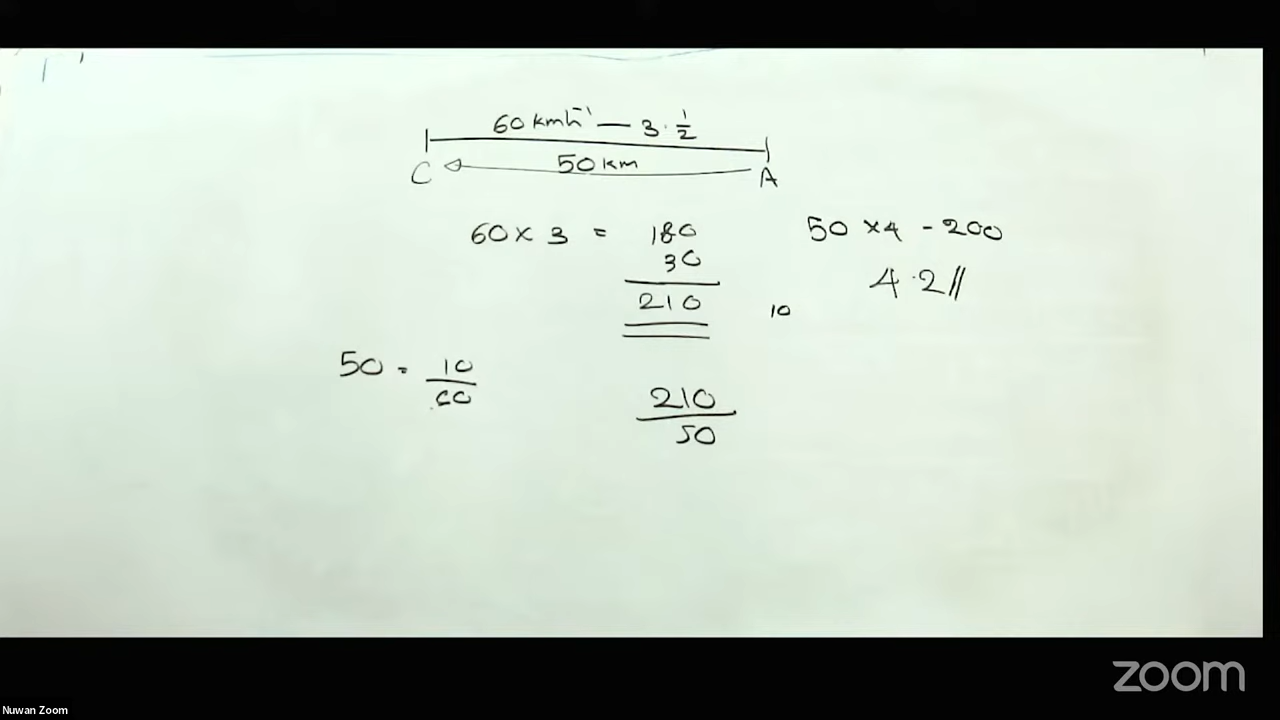 60 kmh⁻¹ — 3·1/2
50 km
C A
60 × 3 = 180
30
210
50 × 4 - 200
4.2//
10
50 = 10/60
210/50
zoom
Nuwan Zoom